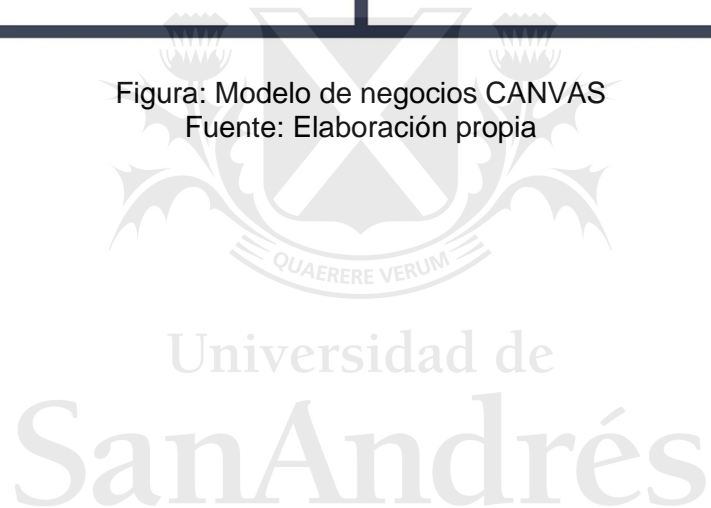 Figura: Modelo de negocios CANVAS
Fuente: Elaboración propia
QUAERERE VERUM
Universidad de
SanAndrés